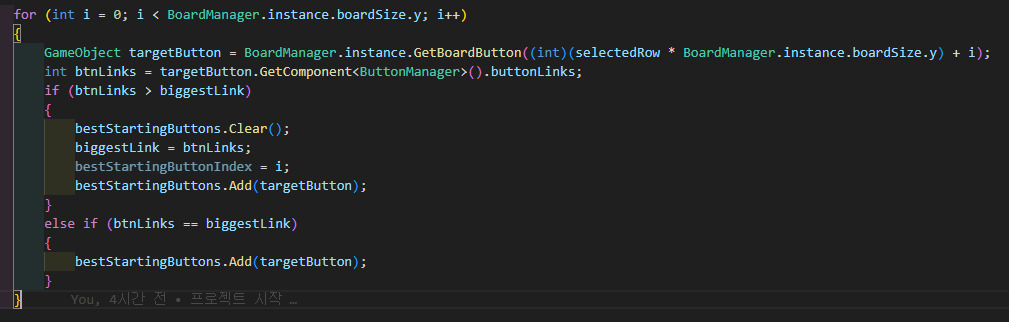 for (int i = 0; i < BoardManager.instance.boardSize.y; i++)
{
GameObject targetButton = BoardManager.instance.GetBoardButton((int)(selectedRow * BoardManager.instance.boardSize.y) + i);
int btnLinks = targetButton.GetComponent<ButtonManager>().buttonLinks;
if (btnLinks > biggestLink)
{
bestStartingButtons.Clear();
biggestLink = btnLinks;
bestStartingButtonIndex = i;
bestStartingButtons.Add(targetButton);
}
else if (btnLinks == biggestLink)
{
bestStartingButtons.Add(targetButton);
}
} You, 4시간 전 • 프로젝트 시작 …